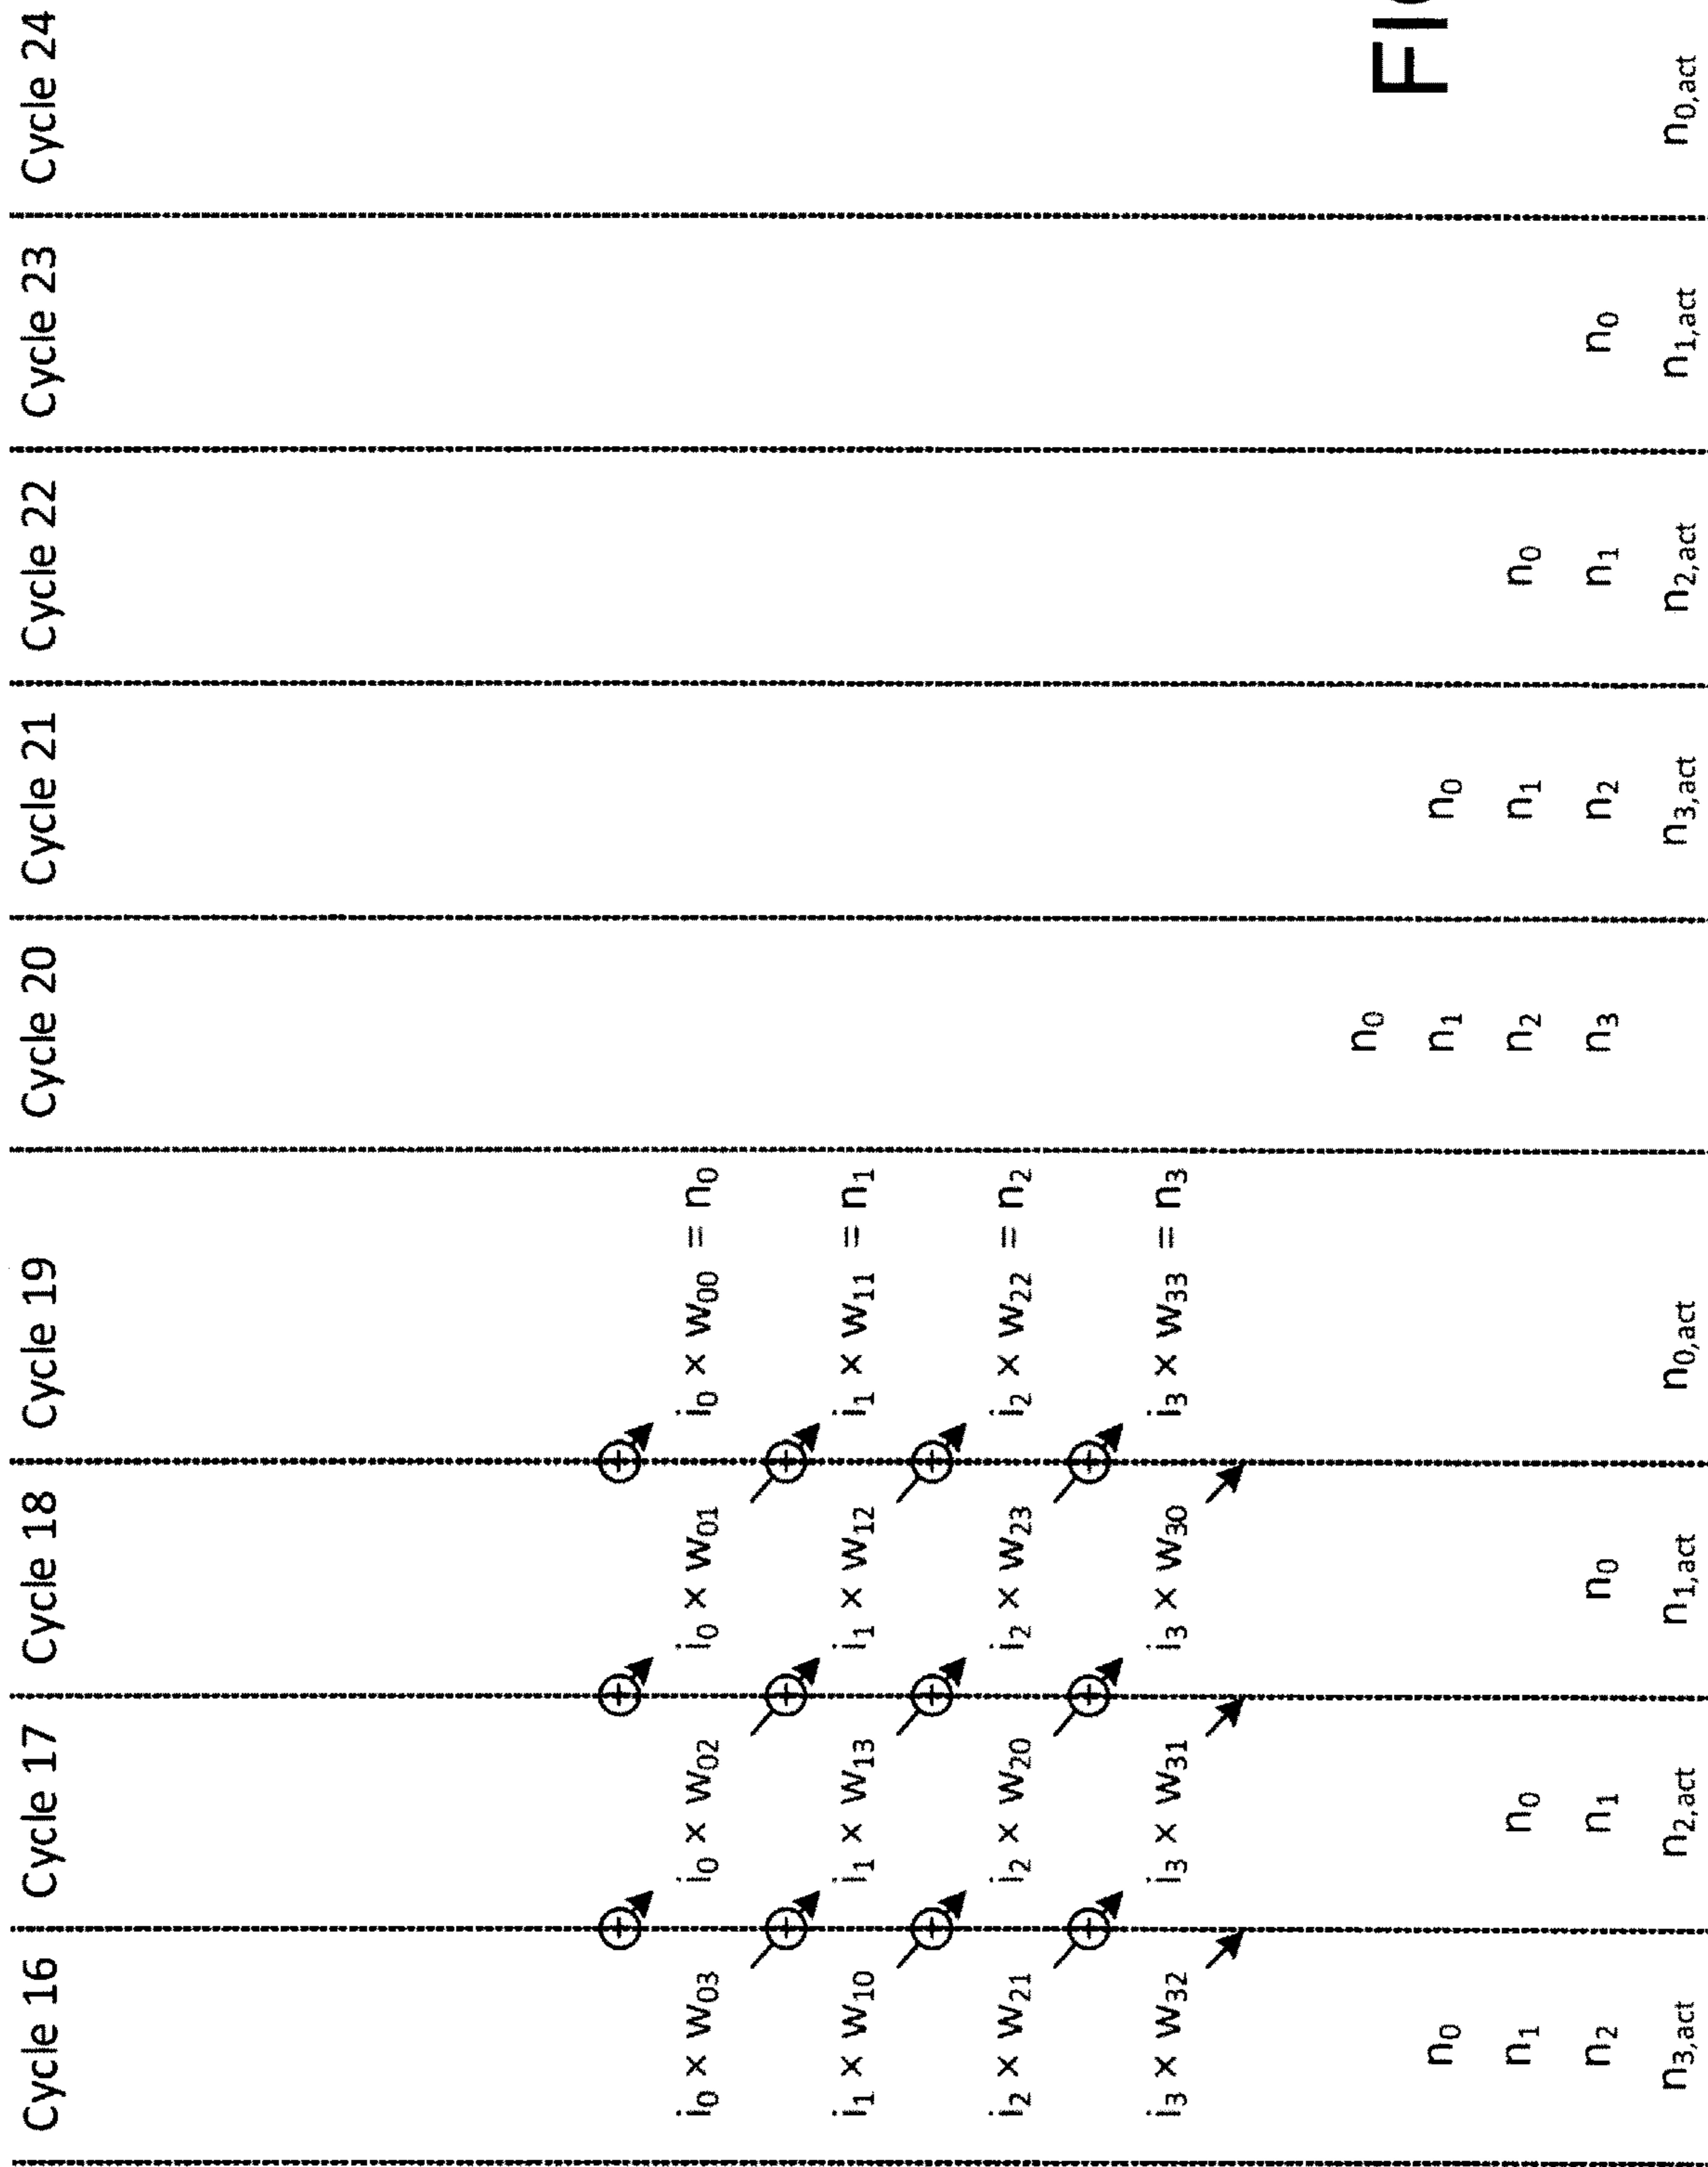 Cycle 16 Cycle 17 Cycle 18 Cycle 19 Cycle 20 Cycle 21 Cycle 22 Cycle 23 Cycle 24
i₀ × w₀₃ i₀ × w₀₂ i₀ × w₀₁ i₀ × w₀₀ = n₀
i₁ × w₁₀ i₁ × w₁₃ i₁ × w₁₂ i₁ × w₁₁ = n₁
i₂ × w₂₁ i₂ × w₂₀ i₂ × w₂₃ i₂ × w₂₂ = n₂
i₃ × w₃₂ i₃ × w₃₁ i₃ × w₃₀ i₃ × w₃₃ = n₃
n₀
n₀ n₁ n₀
n₁ n₀ n₂ n₁ n₀
n₂ n₁ n₀ n₃ n₂ n₁ n₀
n₃,act n₂,act n₁,act n₀,act n₃,act n₂,act n₁,act n₀,act